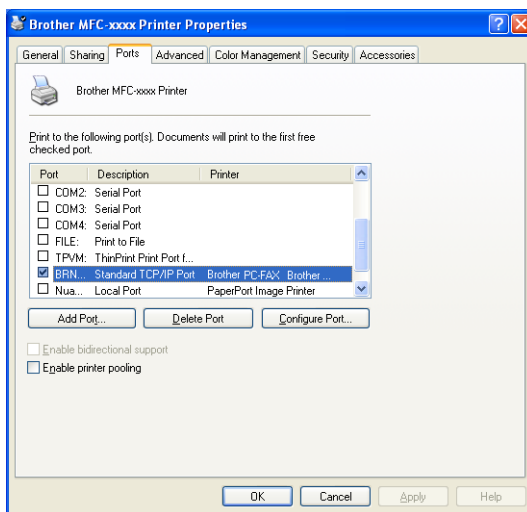 Brother MFC-xxxx Printer Properties
General Sharing Ports Advanced Color Management Security Accessories
Brother MFC-xxxx Printer
Print to the following port(s). Documents will print to the first free
checked port.
Port Description Printer
COM2: Serial Port
COM3: Serial Port
COM4: Serial Port
FILE: Print to File
TPVM: ThinPrint Print Port f...
BRN... Standard TCP/IP Port Brother PC-FAX Brother ...
Nua... Local Port PaperPort Image Printer
Add Port... Delete Port Configure Port...
Enable bidirectional support
Enable printer pooling
OK Cancel Apply Help